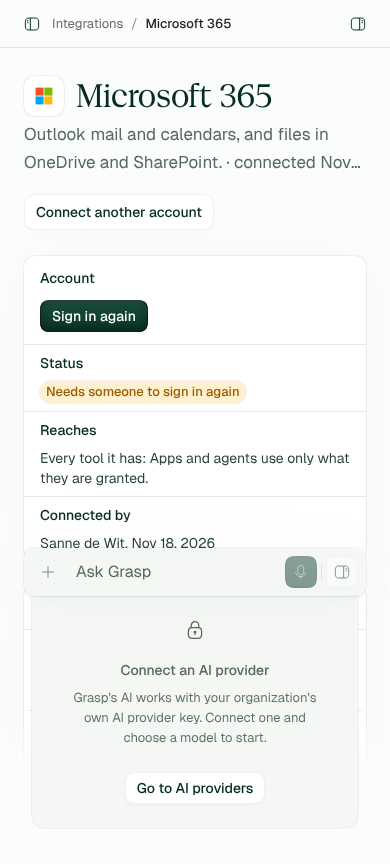 Integrations / Microsoft 365
Microsoft 365
Outlook mail and calendars, and files in
OneDrive and SharePoint. · connected Nov…
Connect another account
Account
Sign in again
Status
Needs someone to sign in again
Reaches
Every tool it has: Apps and agents use only what
they are granted.
Connected by
Sanne de Wit, Nov 18, 2026
Ask Grasp
Connect an AI provider
Grasp's AI works with your organization's
own AI provider key. Connect one and
choose a model to start.
Go to AI providers